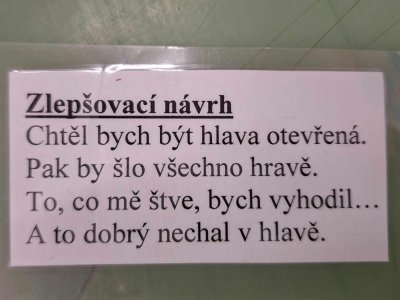 Zlepšovací návrh
Chtěl bych být hlava otevřená.
Pak by šlo všechno hravě.
To, co mě štve, bych vyhodil…
A to dobrý nechal v hlavě.